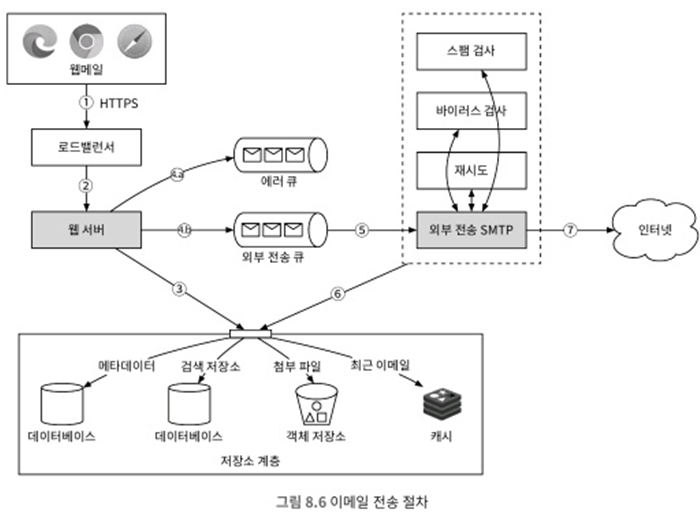 웹메일
① HTTPS
로드밸런서
②
웹 서버
4.a
에러 큐
4.b
외부 전송 큐
③
⑤
⑥
스팸 검사
바이러스 검사
재시도
외부 전송 SMTP
⑦
인터넷
메타데이터
검색 저장소
첨부 파일
최근 이메일
데이터베이스
데이터베이스
객체 저장소
캐시
저장소 계층
그림 8.6 이메일 전송 절차